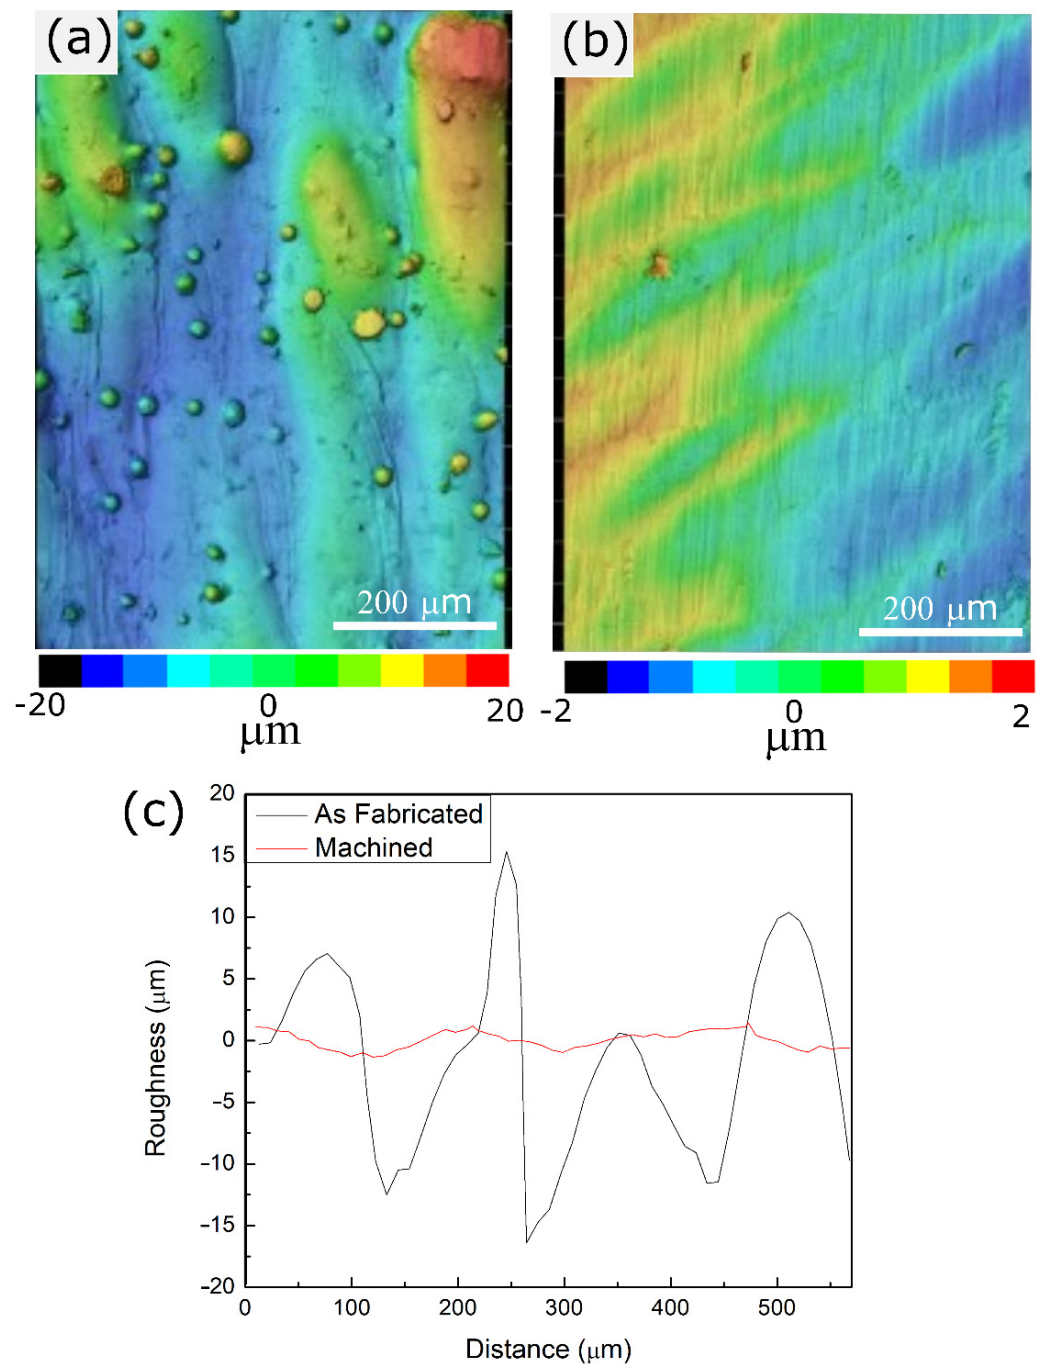 (a)
(b)
200 μm
200 μm
-20
0
20
μm
-2
0
2
μm
(c)
20
15
10
5
0
-5
-10
-15
-20
Roughness (μm)
As Fabricated
Machined
0
100
200
300
400
500
Distance (μm)